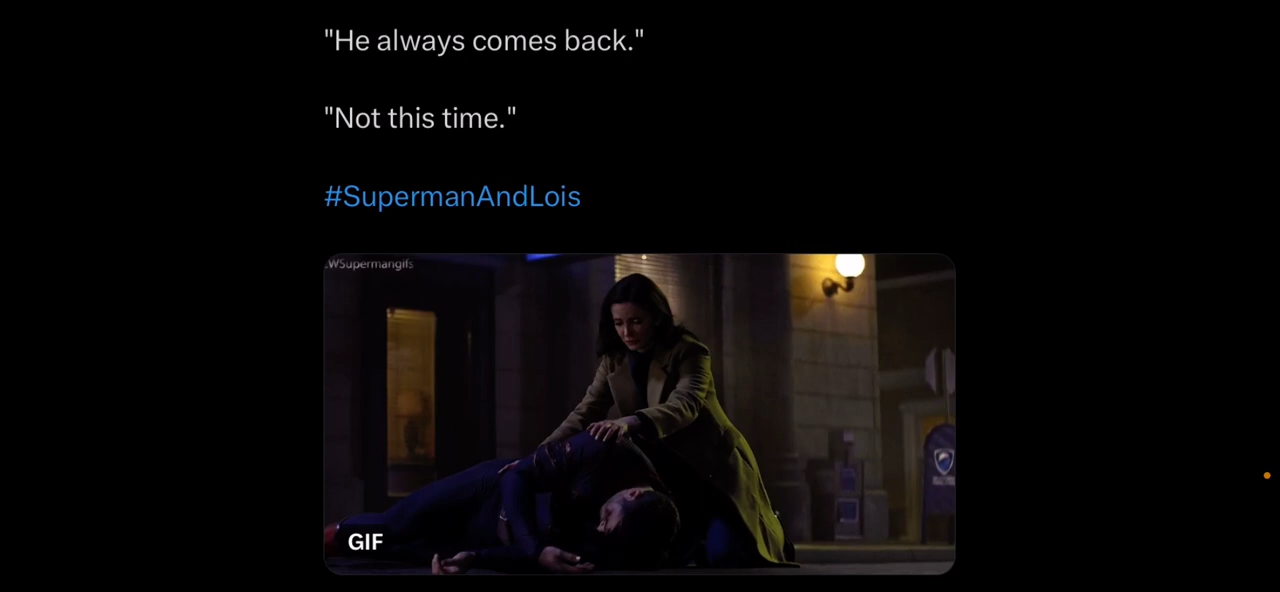 "He always comes back."
"Not this time."
#SupermanAndLois
WSupermangifs
GIF